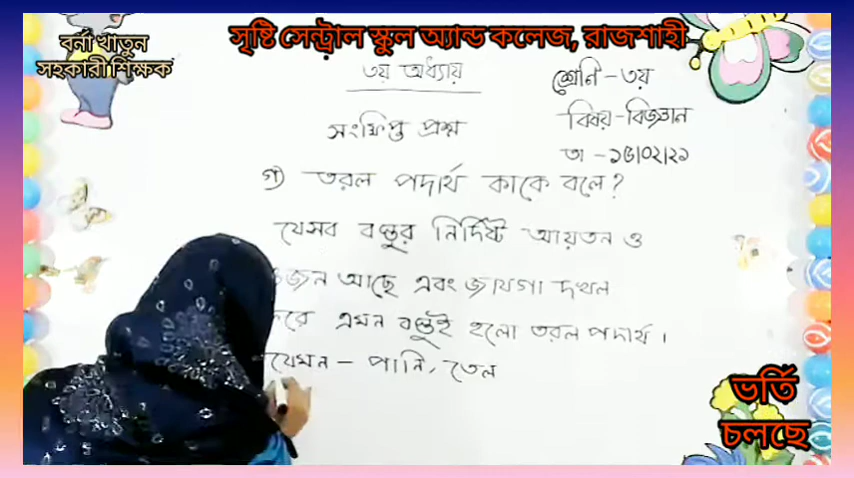 সৃষ্টি সেন্ট্রাল স্কুল অ্যান্ড কলেজ, রাজশাহী
বর্না খাতুন
সহকারী শিক্ষক
৩য় অধ্যায়
শ্রেণি - ৩য়
সংক্ষিপ্ত প্রশ্ন
বিষয় - বিজ্ঞান
তাং - ১৬|০২|২১
গ) তরল পদার্থ কাকে বলে?
যেসব বস্তুর নির্দিষ্ট আয়তন ও
ওজন আছে এবং জায়গা দখল
করে এমন বস্তুই হলো তরল পদার্থ।
যেমন - পানি, তেল
ভর্তি
চলছে